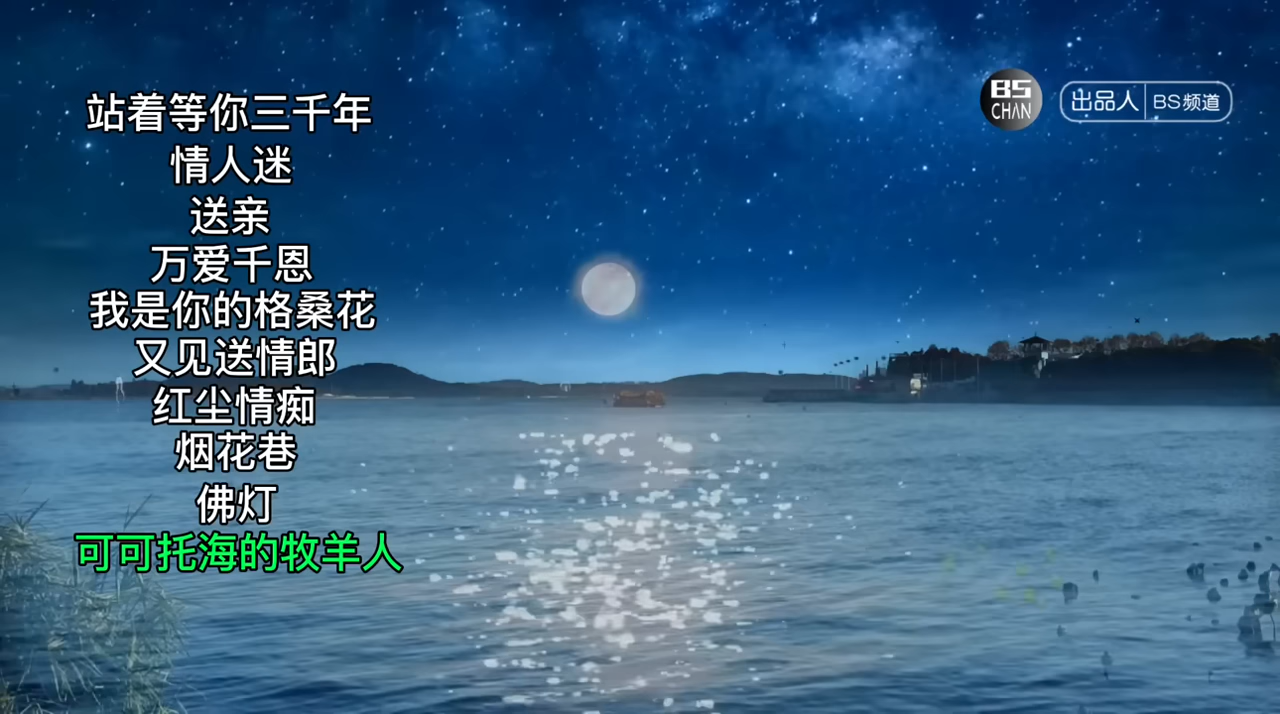 站着等你三千年
情人迷
送亲
万爱千恩
我是你的格桑花
又见送情郎
红尘情痴
烟花巷
佛灯
可可托海的牧羊人
BS
CHAN
出品人 BS频道